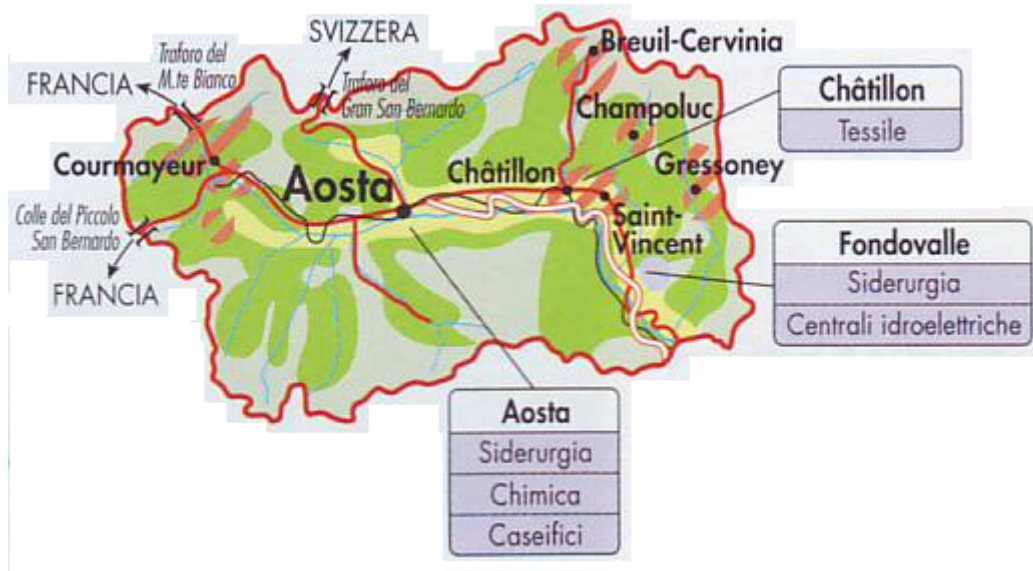 SVIZZERA
Traforo del
M.te Bianco
FRANCIA
Traforo del
Gran San Bernardo
Breuil-Cervinia
Champoluc
Châtillon
Tessile
Courmayeur
Aosta
Châtillon
Gressoney
Colle del Piccolo
San Bernardo
Saint-
Vincent
FRANCIA
Fondovalle
Siderurgia
Centrali idroelettriche
Aosta
Siderurgia
Chimica
Caseifici